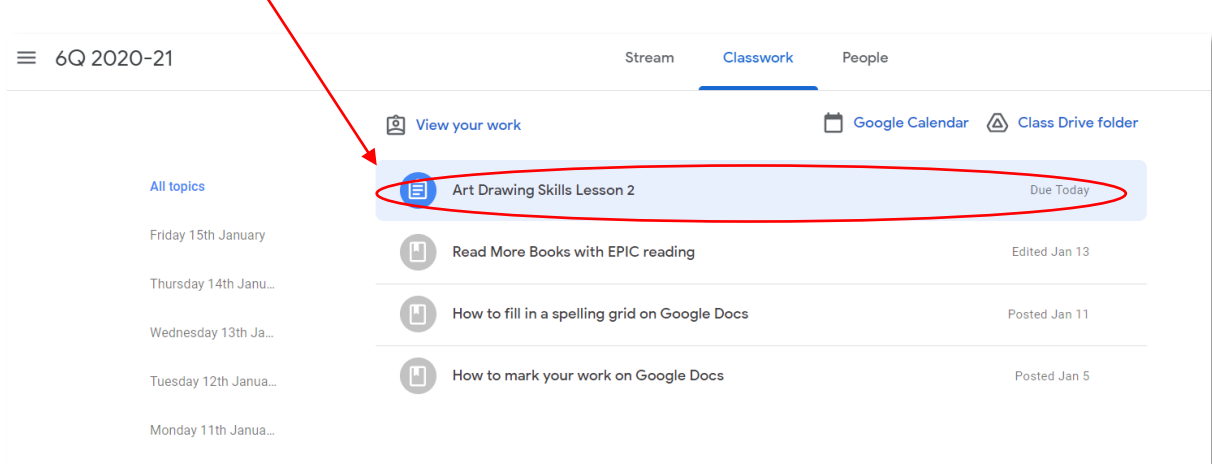 6Q 2020-21
Stream Classwork People
View your work Google Calendar Class Drive folder
All topics
Friday 15th January
Thursday 14th Janu...
Wednesday 13th Ja...
Tuesday 12th Janua...
Monday 11th Janua...
Art Drawing Skills Lesson 2 Due Today
Read More Books with EPIC reading Edited Jan 13
How to fill in a spelling grid on Google Docs Posted Jan 11
How to mark your work on Google Docs Posted Jan 5